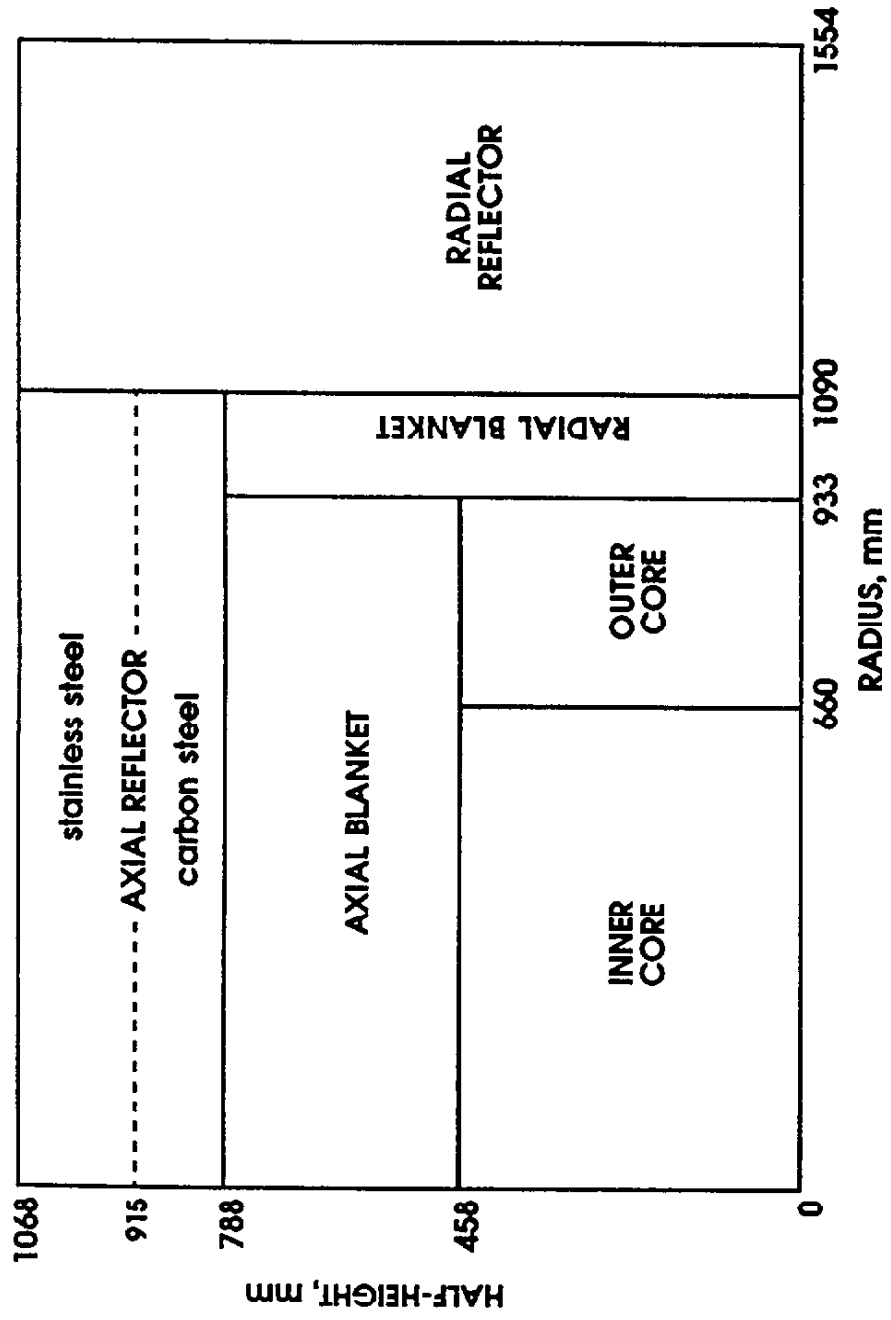 1068
915
788
458
0
HALF-HEIGHT, mm
stainless steel
AXIAL REFLECTOR
carbon steel
AXIAL BLANKET
INNER
CORE
OUTER
CORE
RADIAL BLANKET
RADIAL
REFLECTOR
660
933
1090
1554
RADIUS, mm